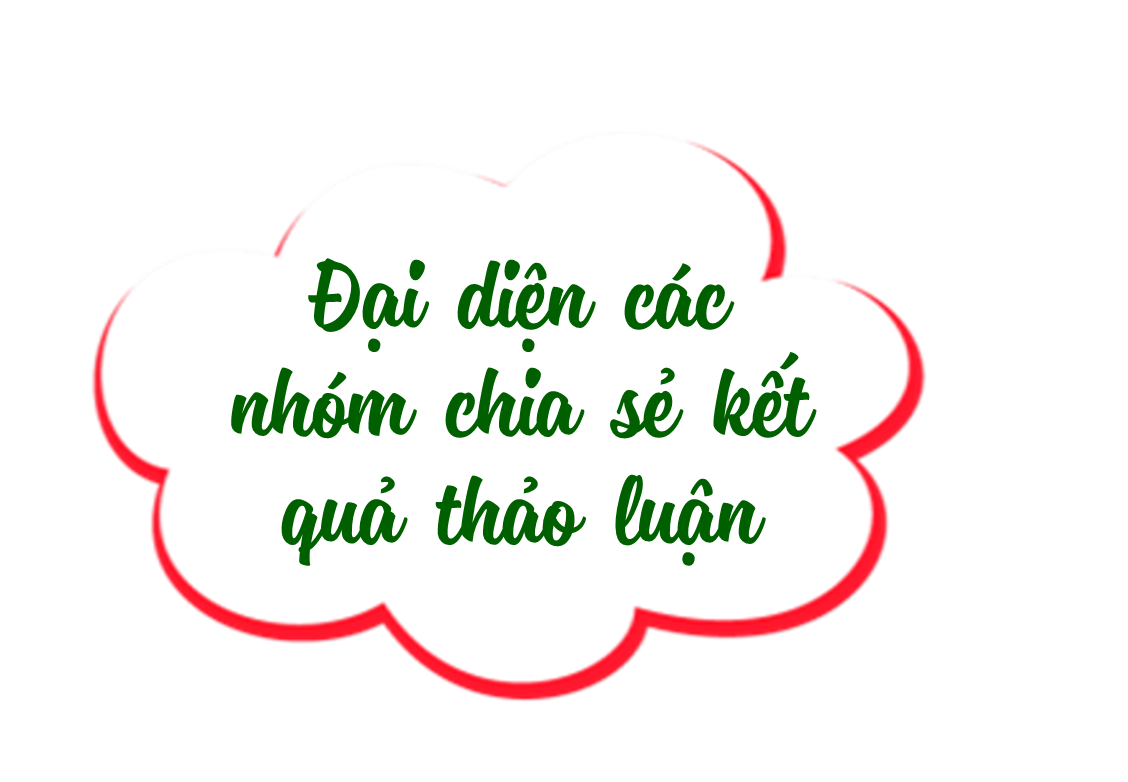 Đại diện các
nhóm chia sẻ kết
quả thảo luận